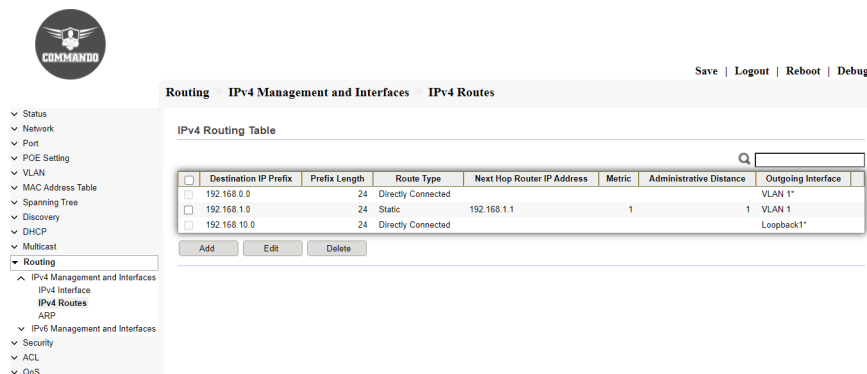 COMMANDO
Save | Logout | Reboot | Debug
Routing IPv4 Management and Interfaces IPv4 Routes
Status
Network
Port
POE Setting
VLAN
MAC Address Table
Spanning Tree
Discovery
DHCP
Multicast
Routing
IPv4 Management and Interfaces
IPv4 Interface
IPv4 Routes
ARP
IPv6 Management and Interfaces
Security
ACL
QoS
IPv4 Routing Table
Destination IP Prefix Prefix Length Route Type Next Hop Router IP Address Metric Administrative Distance Outgoing Interface
192.168.0.0 24 Directly Connected VLAN 1*
192.168.1.0 24 Static 192.168.1.1 1 1 VLAN 1
192.168.10.0 24 Directly Connected Loopback1*
Add Edit Delete